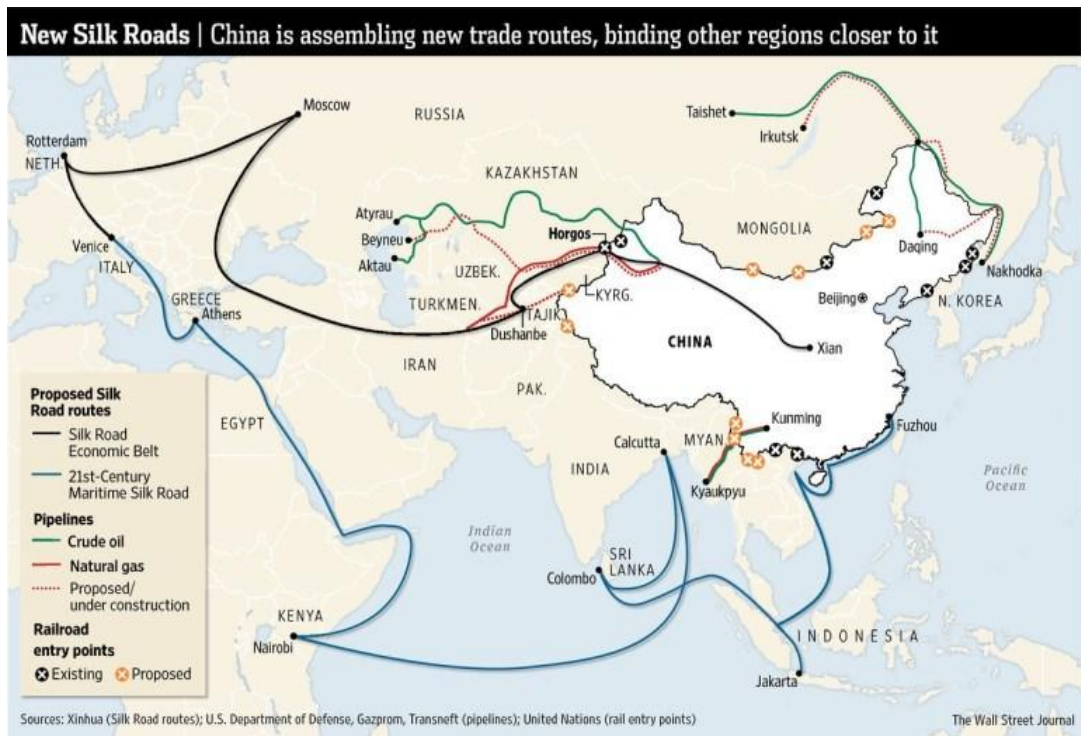 New Silk Roads | China is assembling new trade routes, binding other regions closer to it
Moscow
RUSSIA
Taishet
Irkutsk
Rotterdam
NETH.
KAZAKHSTAN
Atyrau
Beyneu
Aktau
Horgos
MONGOLIA
Daqing
Nakhodka
Venice
ITALY
UZBEK.
GREECE
Athens
TURKMEN.
KYRG.
TAJIK.
Dushanbe
Beijing
N. KOREA
CHINA
Xian
IRAN
PAK.
EGYPT
Calcutta
MYAN.
Kunming
Fuzhou
INDIA
Kyaukpyu
Pacific
Ocean
Indian
Ocean
SRI
LANKA
Colombo
KENYA
Nairobi
INDONESIA
Jakarta
Proposed Silk
Road routes
Silk Road
Economic Belt
21st-Century
Maritime Silk Road
Pipelines
Crude oil
Natural gas
Proposed/
under construction
Railroad
entry points
Existing
Proposed
Sources: Xinhua (Silk Road routes); U.S. Department of Defense, Gazprom, Transneft (pipelines); United Nations (rail entry points)
The Wall Street Journal